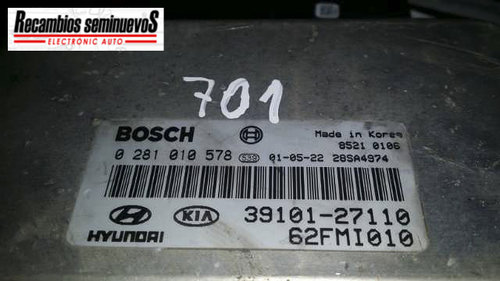 Recambios seminuevos
ELECTRONIC AUTO
701
BOSCH
Made in Korea
8521 0106
0 281 010 578 S33 01-05-22 28SA4974
39101-27110
HYUNDAI KIA
62FMI010